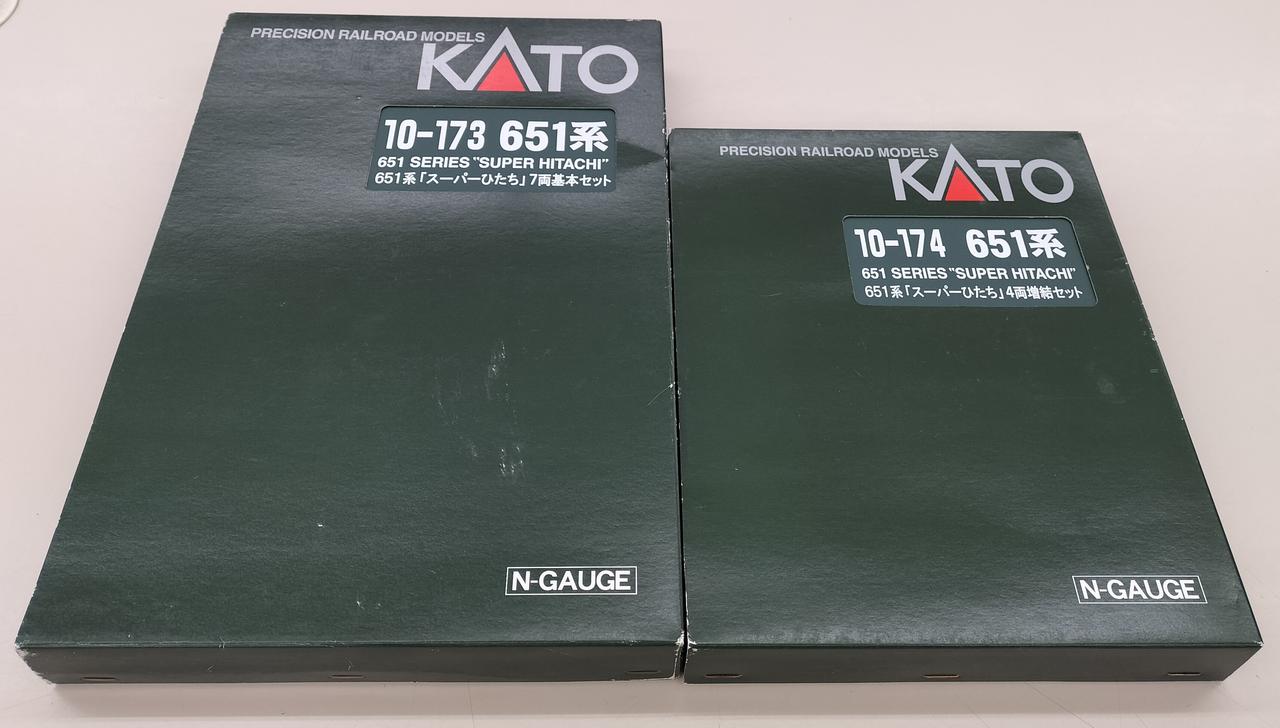 PRECISION RAILROAD MODELS
KATO
10-173 651系
651 SERIES "SUPER HITACHI"
651系「スーパーひたち」7両基本セット
N-GAUGE
PRECISION RAILROAD MODELS
KATO
10-174 651系
651 SERIES "SUPER HITACHI"
651系「スーパーひたち」4両増結セット
N-GAUGE